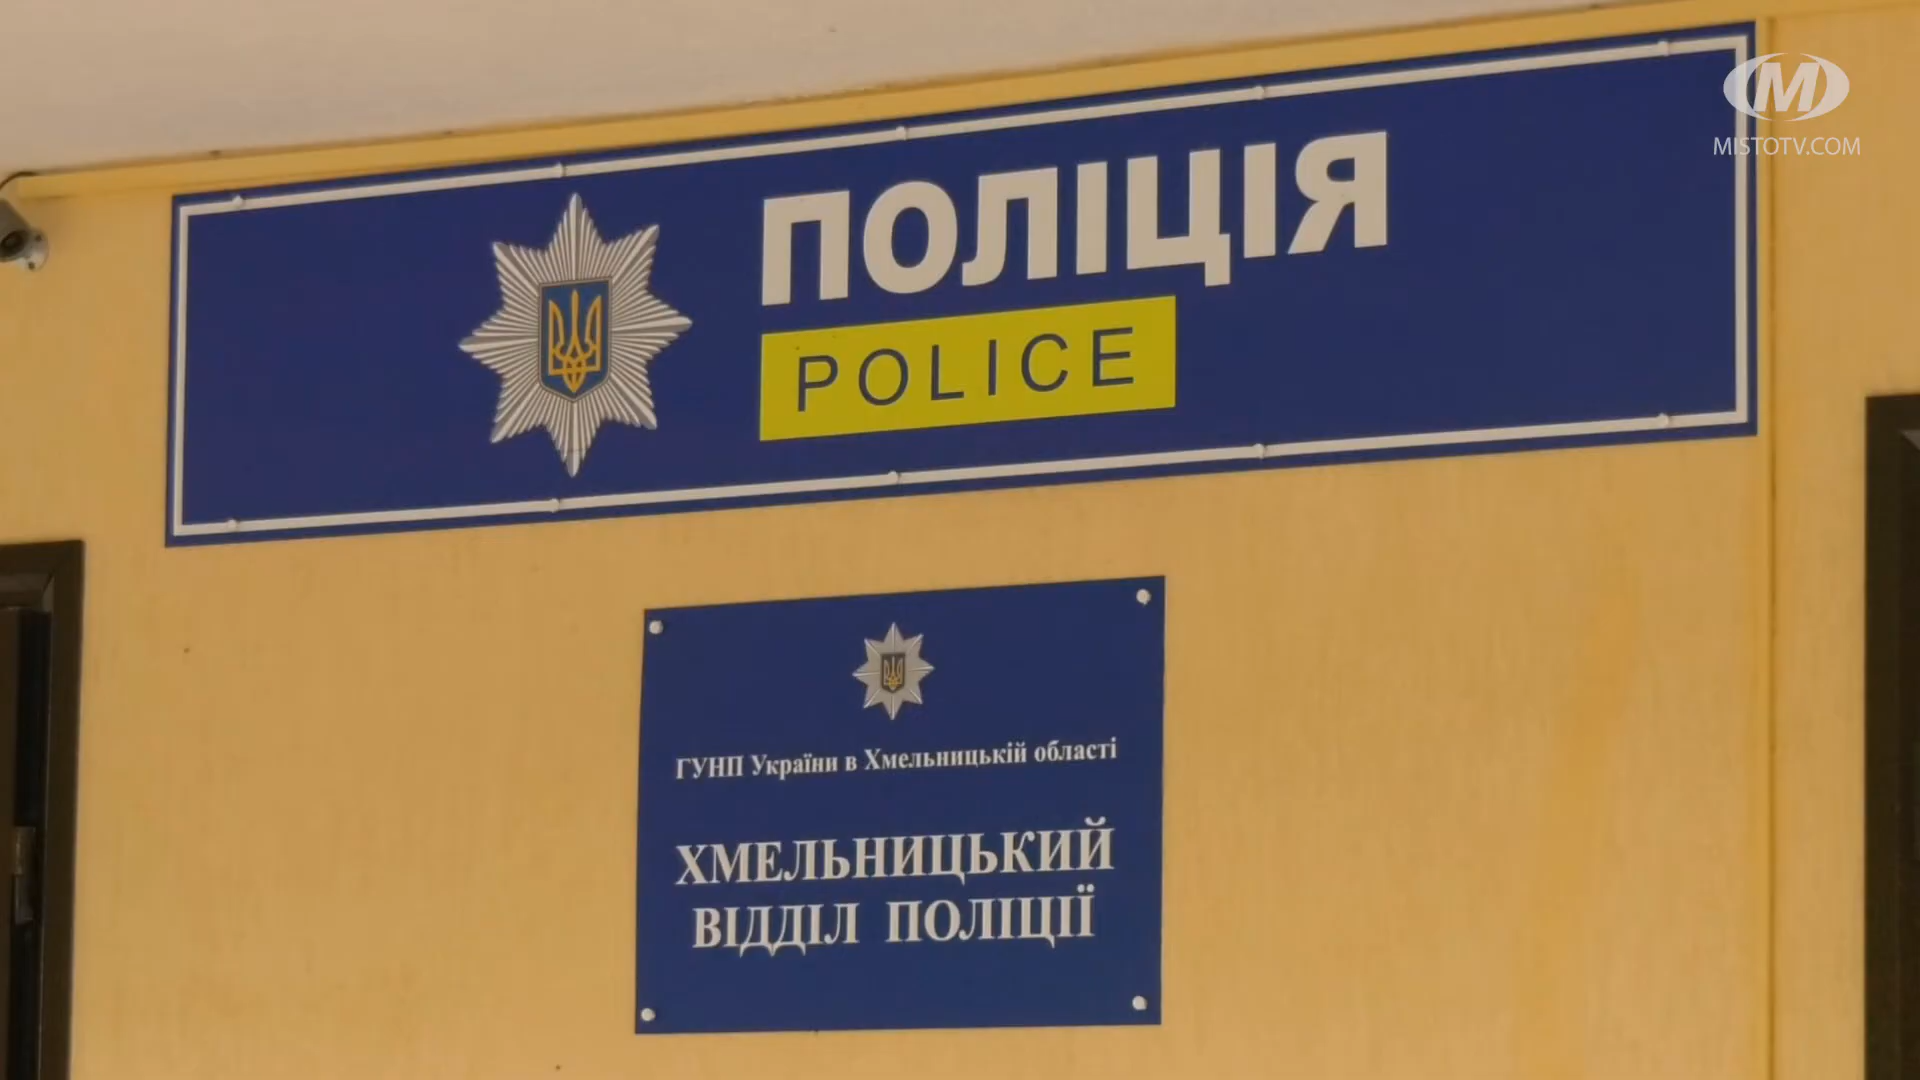 M
MISTOTV.COM
ПОЛІЦІЯ
POLICE
ГУНП України в Хмельницькій області
ХМЕЛЬНИЦЬКИЙ
ВІДДІЛ ПОЛІЦІЇ